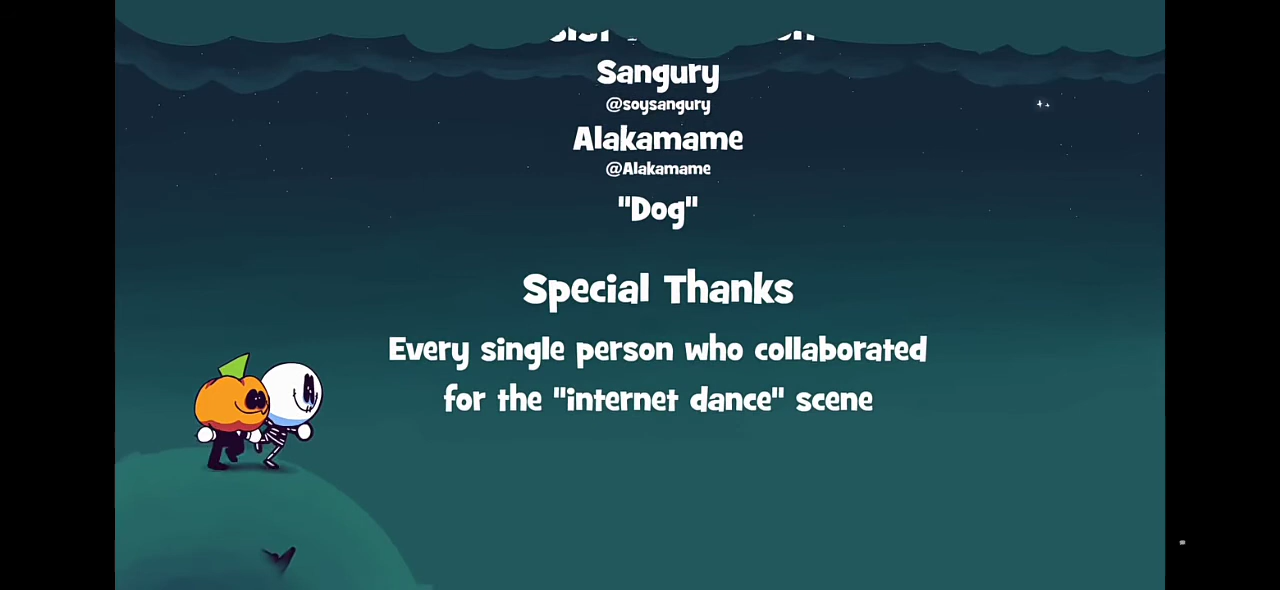 Sangury
@soysangury
Alakamame
@Alakamame
"Dog"
Special Thanks
Every single person who collaborated
for the "internet dance" scene